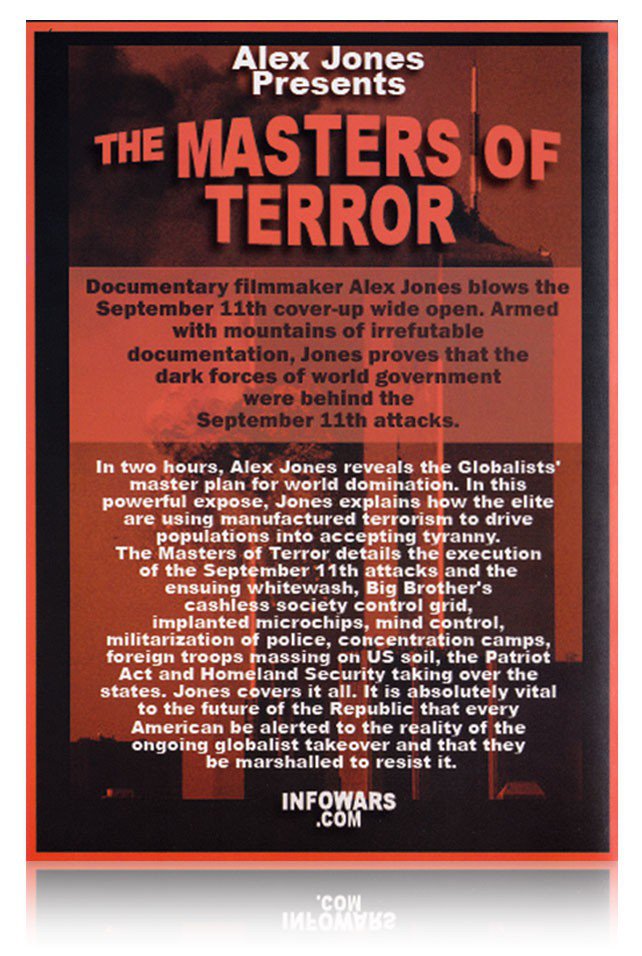 Alex Jones
Presents
THE MASTERS OF
TERROR
Documentary filmmaker Alex Jones blows the
September 11th cover-up wide open. Armed
with mountains of irrefutable
documentation, Jones proves that the
dark forces of world government
were behind the
September 11th attacks.
In two hours, Alex Jones reveals the Globalists'
master plan for world domination. In this
powerful expose, Jones explains how the elite
are using manufactured terrorism to drive
populations into accepting tyranny.
The Masters of Terror details the execution
of the September 11th attacks and the
ensuing whitewash, Big Brother's
cashless society control grid,
implanted microchips, mind control,
militarization of police, concentration camps,
foreign troops massing on US soil, the Patriot
Act and Homeland Security taking over the
states. Jones covers it all. It is absolutely vital
to the future of the Republic that every
American be alerted to the reality of the
ongoing globalist takeover and that they
be marshalled to resist it.
INFOWARS
.COM